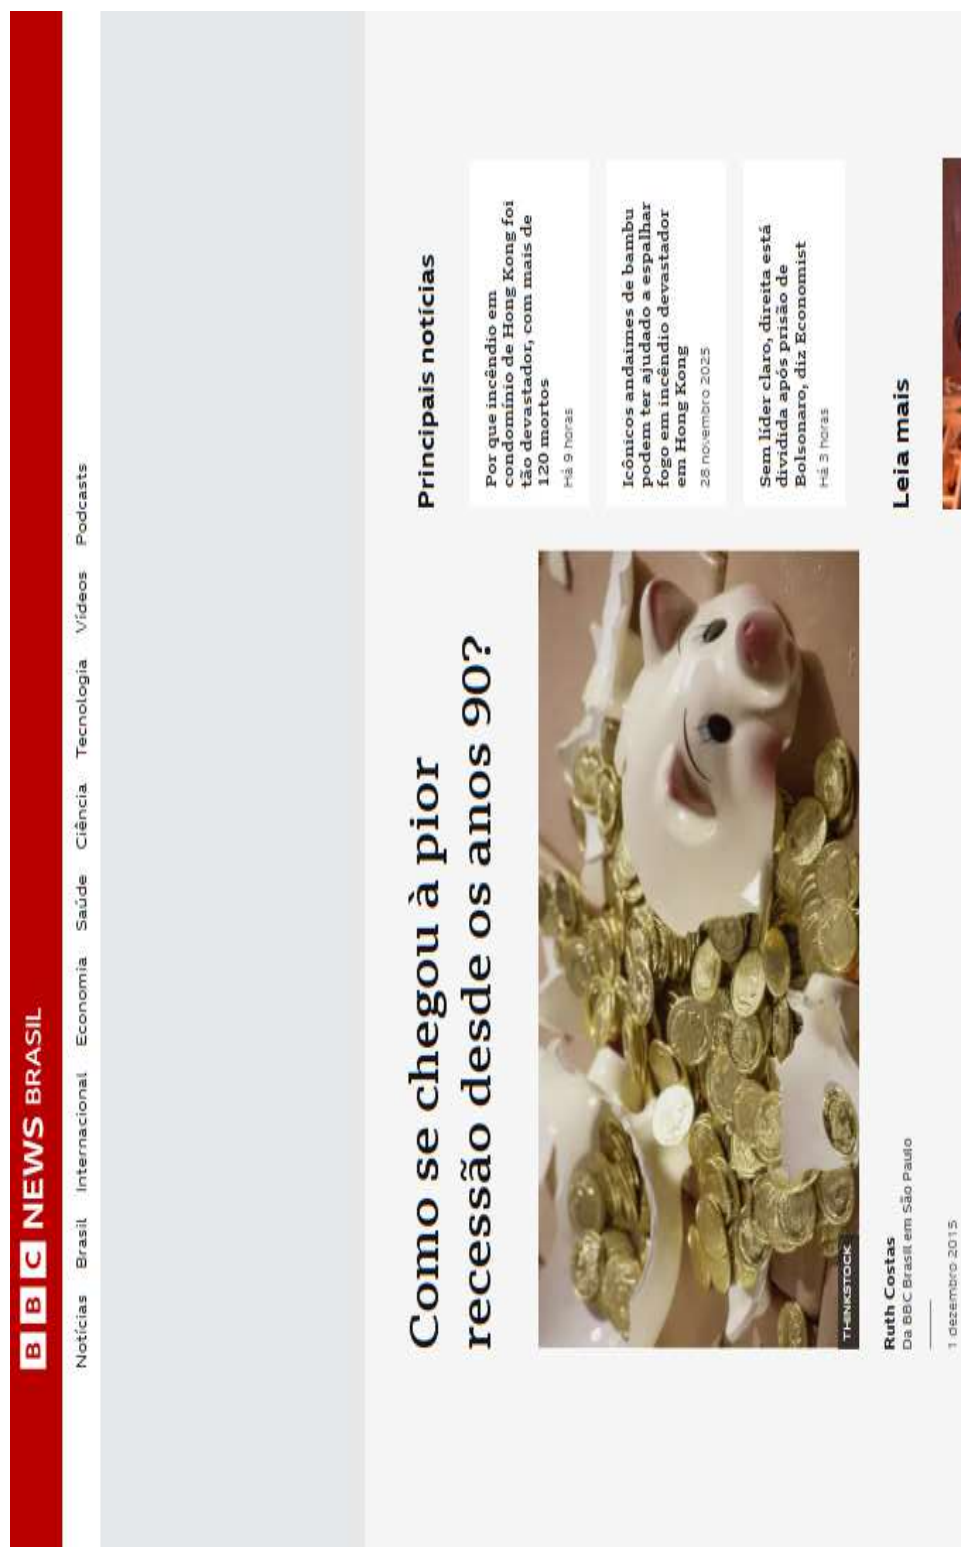 BBC NEWS BRASIL
Notícias Brasil Internacional Economia Saúde Ciência Tecnologia Vídeos Podcasts
Como se chegou à pior
recessão desde os anos 90?
THINKSTOCK
Ruth Costas
Da BBC Brasil em São Paulo
1 dezembro 2015
Principais notícias
Por que incêndio em
condomínio de Hong Kong foi
tão devastador, com mais de
120 mortos
Há 9 horas
Icônicos andaimes de bambu
podem ter ajudado a espalhar
fogo em incêndio devastador
em Hong Kong
28 novembro 2025
Sem líder claro, direita está
dividida após prisão de
Bolsonaro, diz Economist
Há 3 horas
Leia mais